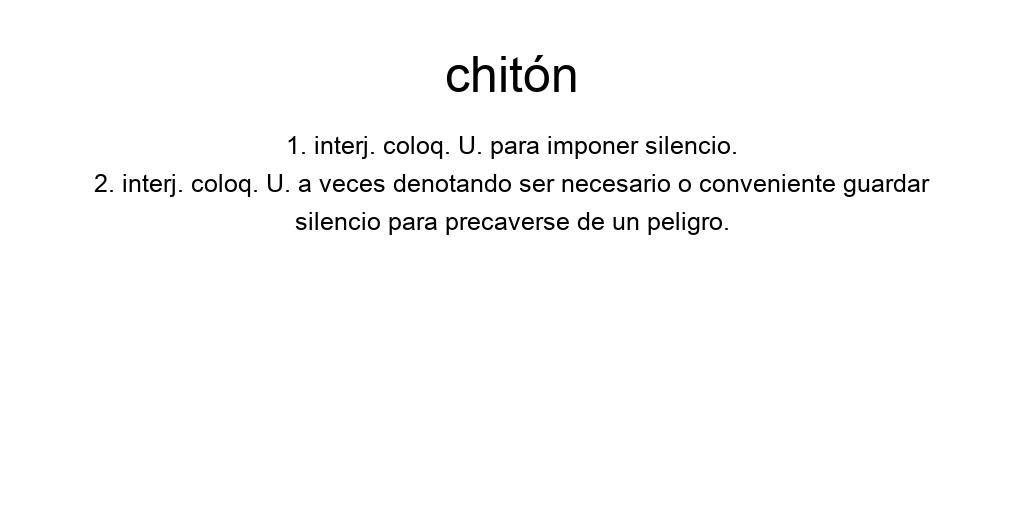 chitón
1. interj. coloq. U. para imponer silencio.
2. interj. coloq. U. a veces denotando ser necesario o conveniente guardar
silencio para precaverse de un peligro.